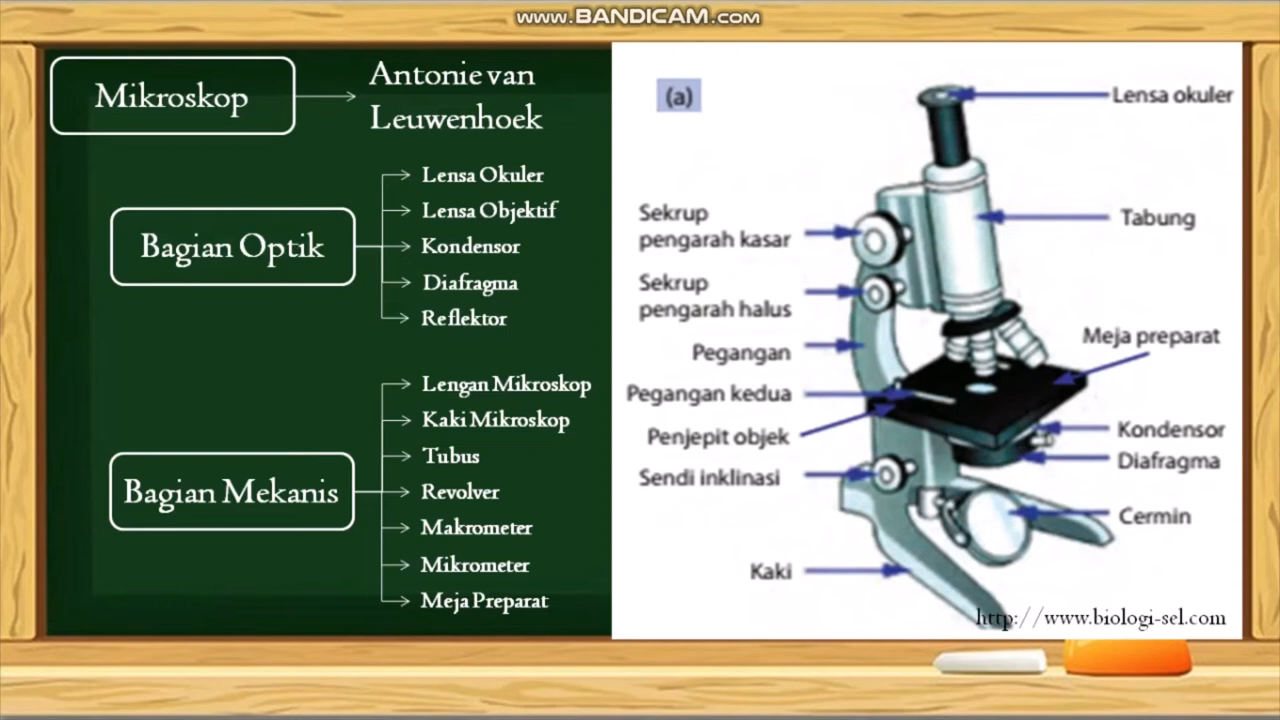 www.BANDICAM.com
Mikroskop
Antonie van
Leuwenhoek
Bagian Optik
Lensa Okuler
Lensa Objektif
Kondensor
Diafragma
Reflektor
Bagian Mekanis
Lengan Mikroskop
Kaki Mikroskop
Tubus
Revolver
Makrometer
Mikrometer
Meja Preparat
(a)
Lensa okuler
Sekrup
pengarah kasar
Tabung
Sekrup
pengarah halus
Meja preparat
Pegangan
Pegangan kedua
Penjepit objek
Kondensor
Diafragma
Sendi inklinasi
Cermin
Kaki
http://www.biologi-sel.com